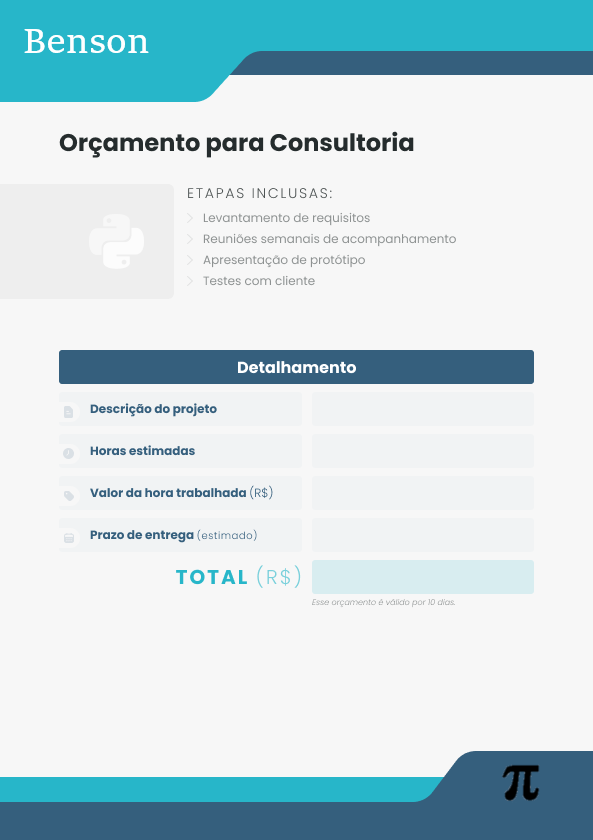 Benson
Orçamento para Consultoria
ETAPAS INCLUSAS:
Levantamento de requisitos
Reuniões semanais de acompanhamento
Apresentação de protótipo
Testes com cliente
Detalhamento
Descrição do projeto
Horas estimadas
Valor da hora trabalhada (R$)
Prazo de entrega (estimado)
TOTAL (R$)
Esse orçamento é válido por 10 dias.
π